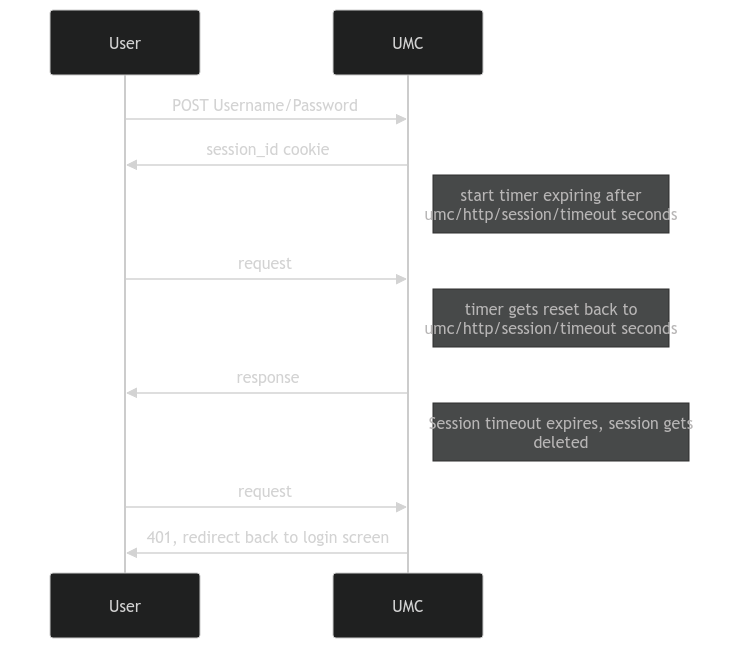 User
UMC
POST Username/Password
session_id cookie
start timer expiring after
umc/http/session/timeout seconds
request
timer gets reset back to
umc/http/session/timeout seconds
response
Session timeout expires, session gets
deleted
request
401, redirect back to login screen
User
UMC